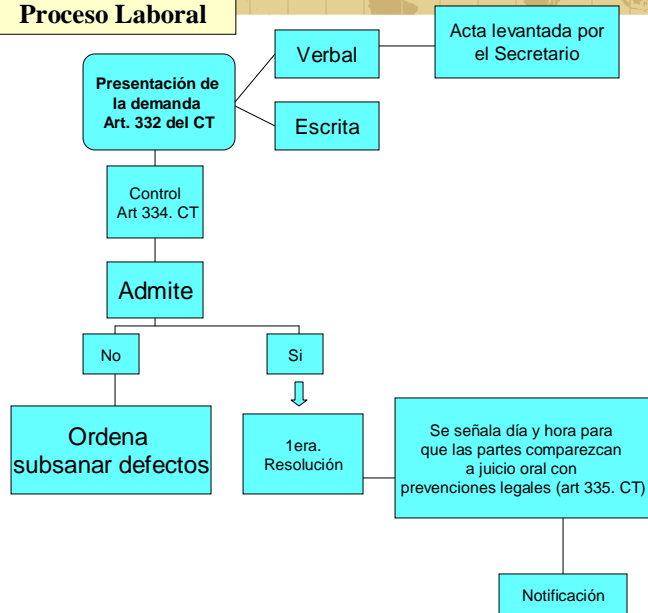 Proceso Laboral
Acta levantada por
el Secretario
Verbal
Presentación de
la demanda
Art. 332 del CT
Escrita
Control
Art 334. CT
Admite
No
Si
Ordena
subsanar defectos
1era.
Resolución
Se señala día y hora para
que las partes comparezcan
a juicio oral con
prevenciones legales (art 335. CT)
Notificación